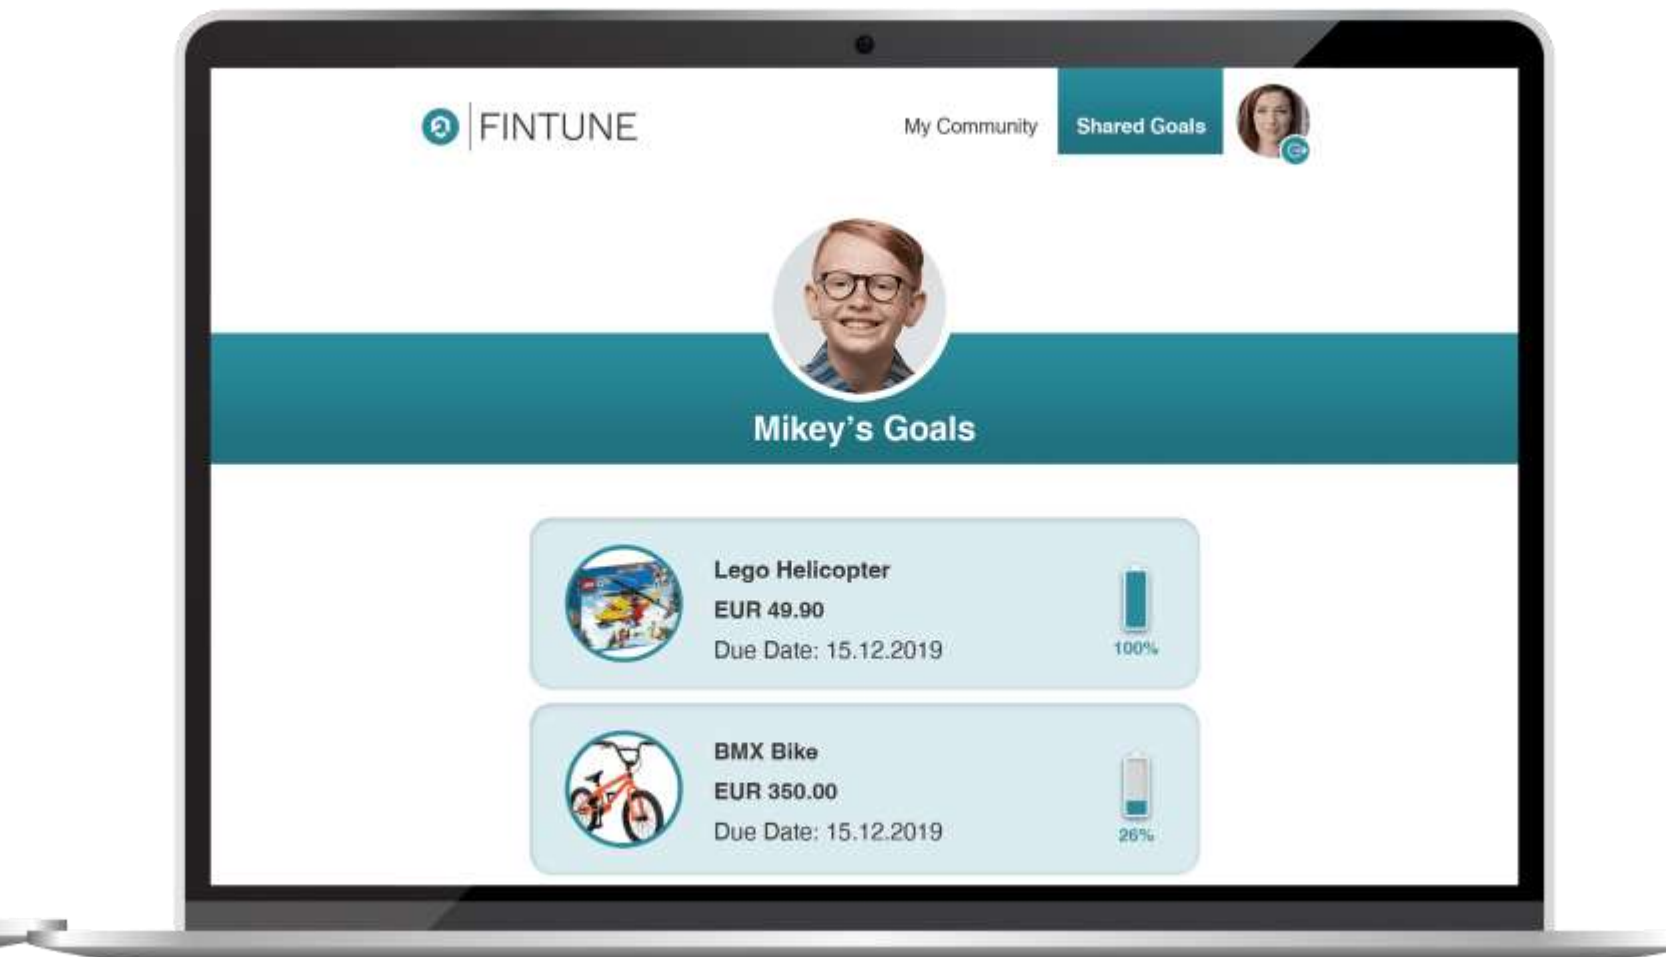 FINTUNE
My Community
Shared Goals
Mikey's Goals
Lego Helicopter
EUR 49.90
Due Date: 15.12.2019
100%
BMX Bike
EUR 350.00
Due Date: 15.12.2019
26%